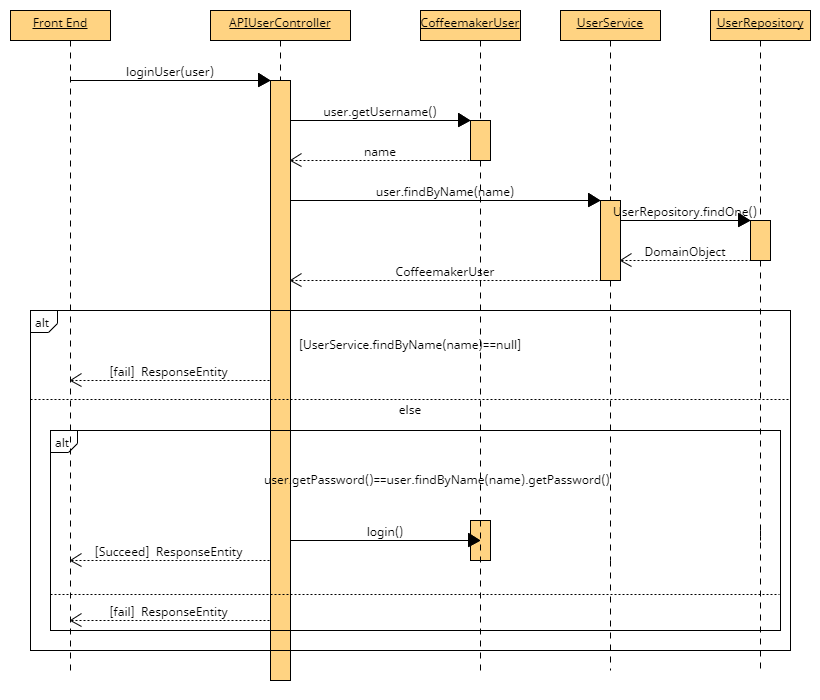 Front End
APIUserController
CoffeemakerUser
UserService
UserRepository
loginUser(user)
user.getUsername()
name
user.findByName(name)
UserRepository.findOne()
DomainObject
CoffeemakerUser
alt
[UserService.findByName(name)==null]
[fail] ResponseEntity
else
alt
user.getPassword()==user.findByName(name).getPassword()
login()
[Succeed] ResponseEntity
[fail] ResponseEntity